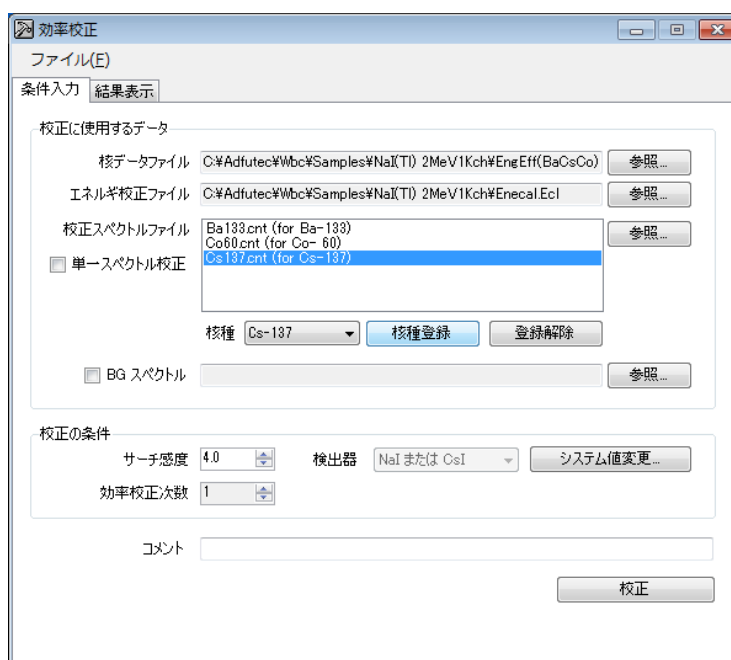 効率校正
ファイル(F)
条件入力 結果表示
校正に使用するデータ
核データファイル C:¥Adfutec¥Wbc¥Samples¥NaI(Tl) 2MeV1Kch¥EngEff(BaCsCo) 参照...
エネルギ校正ファイル C:¥Adfutec¥Wbc¥Samples¥NaI(Tl) 2MeV1Kch¥Enecal.Ecl 参照...
校正スペクトルファイル Ba133.cnt (for Ba-133) 参照...
Co60.cnt (for Co- 60)
単一スペクトル校正 Cs137.cnt (for Cs-137)
核種 Cs-137 核種登録 登録解除
BG スペクトル 参照...
校正の条件
サーチ感度 4.0 検出器 NaI または CsI システム値変更...
効率校正次数 1
コメント
校正